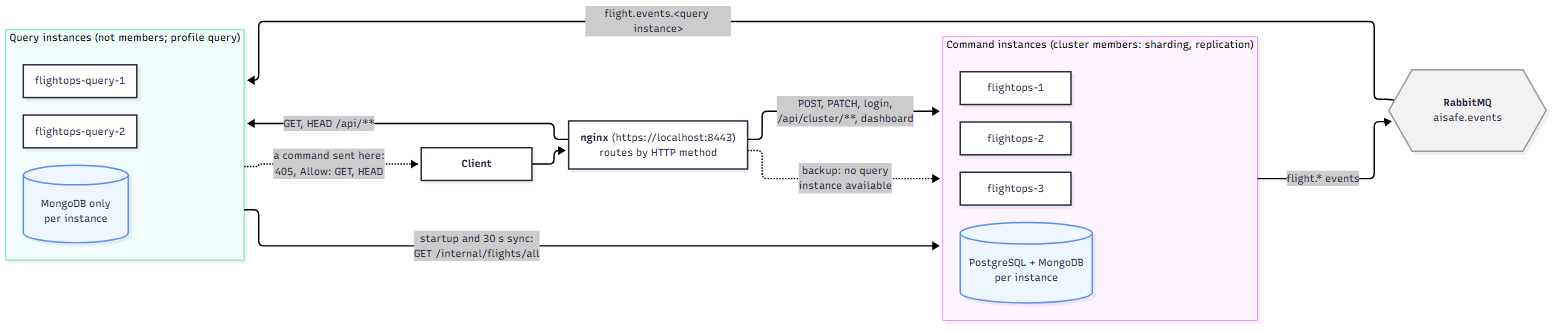 flight.events.<query
instance>
Query instances (not members; profile query)
flightops-query-1
flightops-query-2
MongoDB only
per instance
GET, HEAD /api/**
a command sent here:
405, Allow: GET, HEAD
Client
nginx (https://localhost:8443)
routes by HTTP method
POST, PATCH, login,
/api/cluster/**, dashboard
backup: no query
instance available
startup and 30 s sync:
GET /internal/flights/all
Command instances (cluster members: sharding, replication)
flightops-1
flightops-2
flightops-3
PostgreSQL + MongoDB
per instance
flight.* events
RabbitMQ
aisafe.events